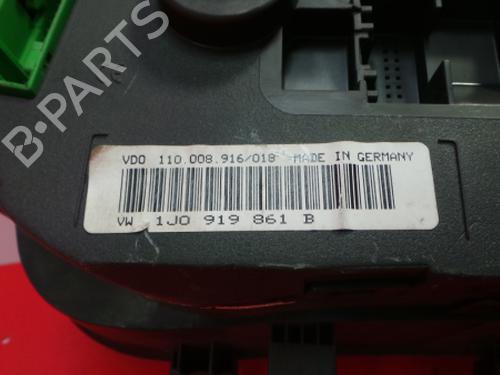 B-PARTS
VDO 110.008.916/018 MADE IN GERMANY
VW 1J0 919 861 B